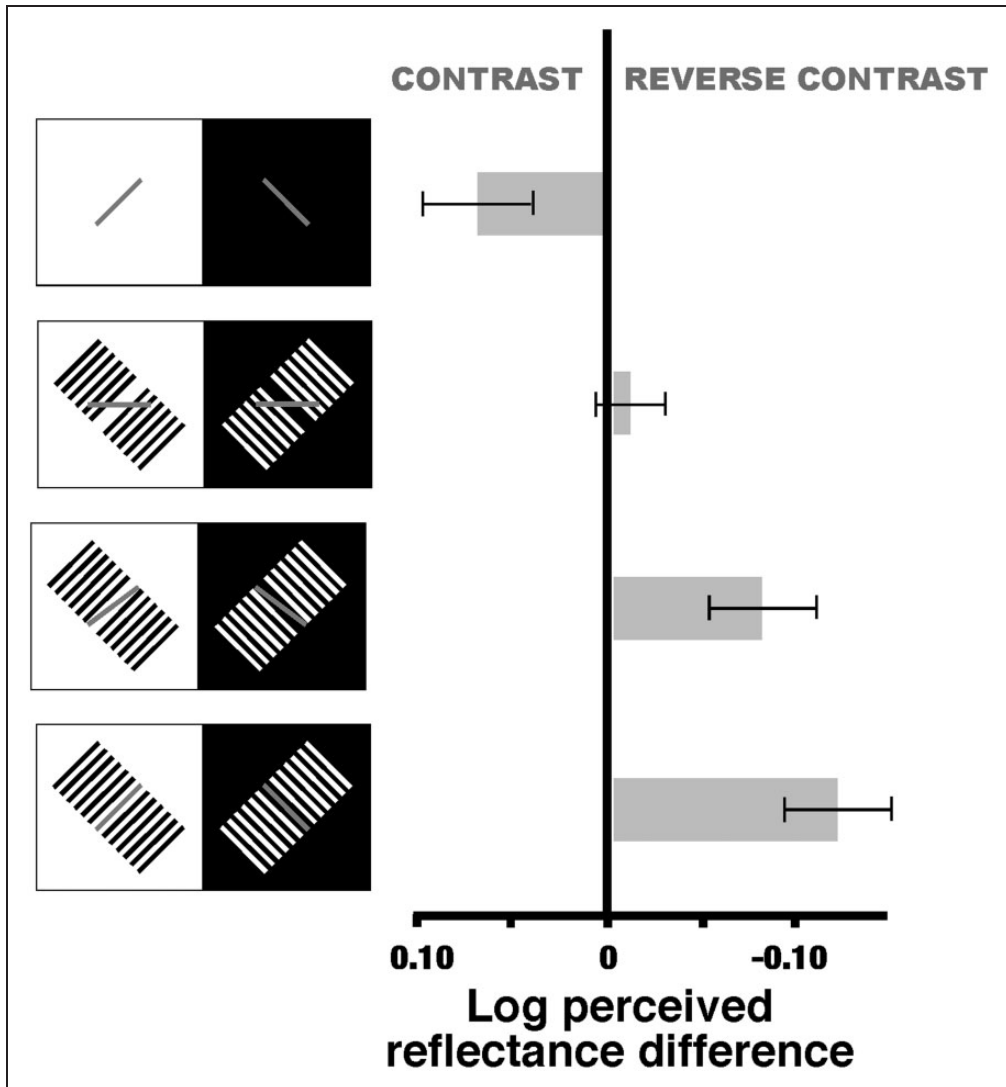 CONTRAST REVERSE CONTRAST
0.10 0 -0.10
Log perceived
reflectance difference